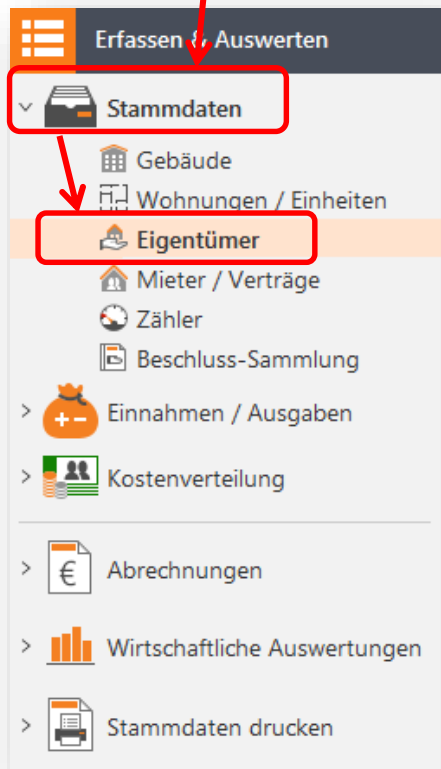 Erfassen & Auswerten
Stammdaten
Gebäude
Wohnungen / Einheiten
Eigentümer
Mieter / Verträge
Zähler
Beschluss-Sammlung
Einnahmen / Ausgaben
Kostenverteilung
Abrechnungen
Wirtschaftliche Auswertungen
Stammdaten drucken